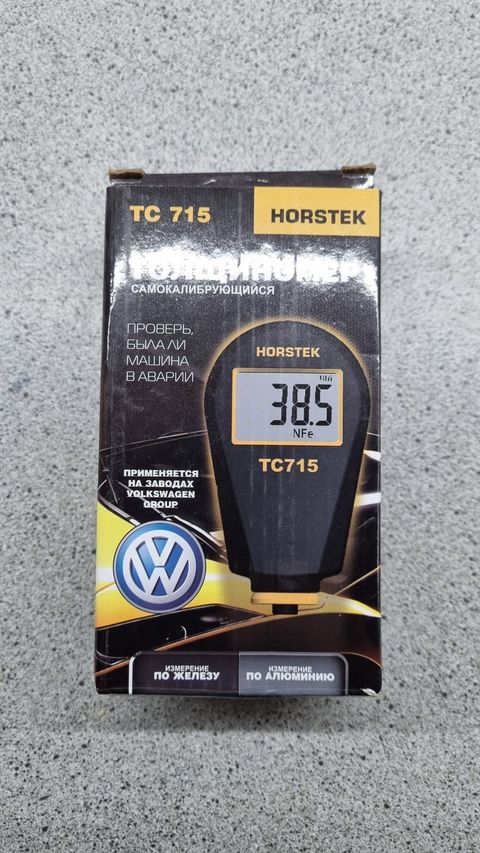 TC 715
HORSTEK
ТОЛЩИНОМЕР
САМОКАЛИБРУЮЩИЙСЯ
ПРОВЕРЬ,
БЫЛА ЛИ
МАШИНА
В АВАРИИ
HORSTEK
38.5
NFe
TC715
ПРИМЕНЯЕТСЯ
НА ЗАВОДАХ
VOLKSWAGEN
GROUP
VW
ИЗМЕРЕНИЕ
ПО ЖЕЛЕЗУ
ИЗМЕРЕНИЕ
ПО АЛЮМИНИЮ